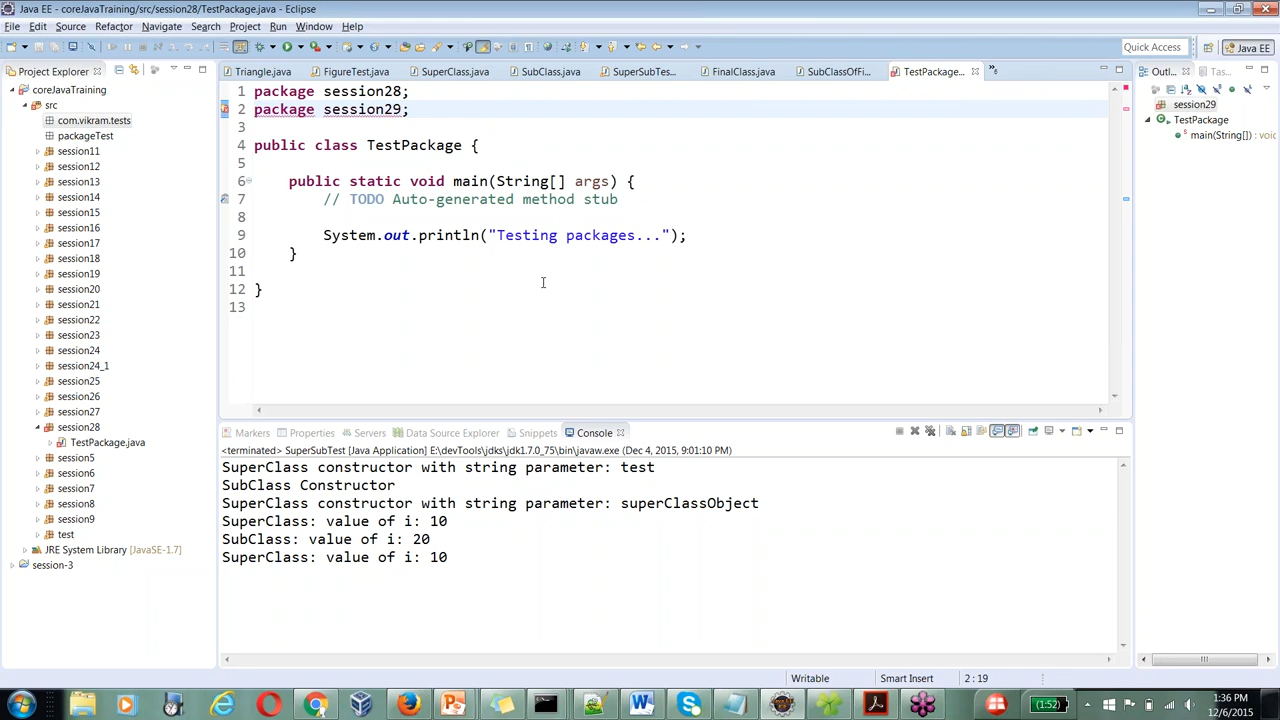 Java EE - coreJavaTraining/src/session28/TestPackage.java - Eclipse
File Edit Source Refactor Navigate Search Project Run Window Help
Quick Access Java EE
Project Explorer
Triangle.java FigureTest.java SuperClass.java SubClass.java SuperSubTes... FinalClass.java SubClassOfFi... TestPackage...
Outl... Tas...
coreJavaTraining
src
com.vikram.tests
packageTest
session11
session12
session13
session14
session15
session16
session17
session18
session19
session20
session21
session22
session23
session24
session24_1
session25
session26
session27
session28
TestPackage.java
session5
session6
session7
session8
session9
test
JRE System Library [JavaSE-1.7]
session-3
1 package session28;
2 package session29;
3
4 public class TestPackage {
5
6 public static void main(String[] args) {
7 // TODO Auto-generated method stub
8
9 System.out.println("Testing packages...");
10 }
11
12 }
13
session29
TestPackage
main(String[]) : voic
Markers Properties Servers Data Source Explorer Snippets Console
<terminated> SuperSubTest [Java Application] E:\devTools\jdks\jdk1.7.0_75\bin\javaw.exe (Dec 4, 2015, 9:01:10 PM)
SuperClass constructor with string parameter: test
SubClass Constructor
SuperClass constructor with string parameter: superClassObject
SuperClass: value of i: 10
SubClass: value of i: 20
SuperClass: value of i: 10
Writable Smart Insert 2 : 19
(1:52)
1:36 PM
12/6/2015